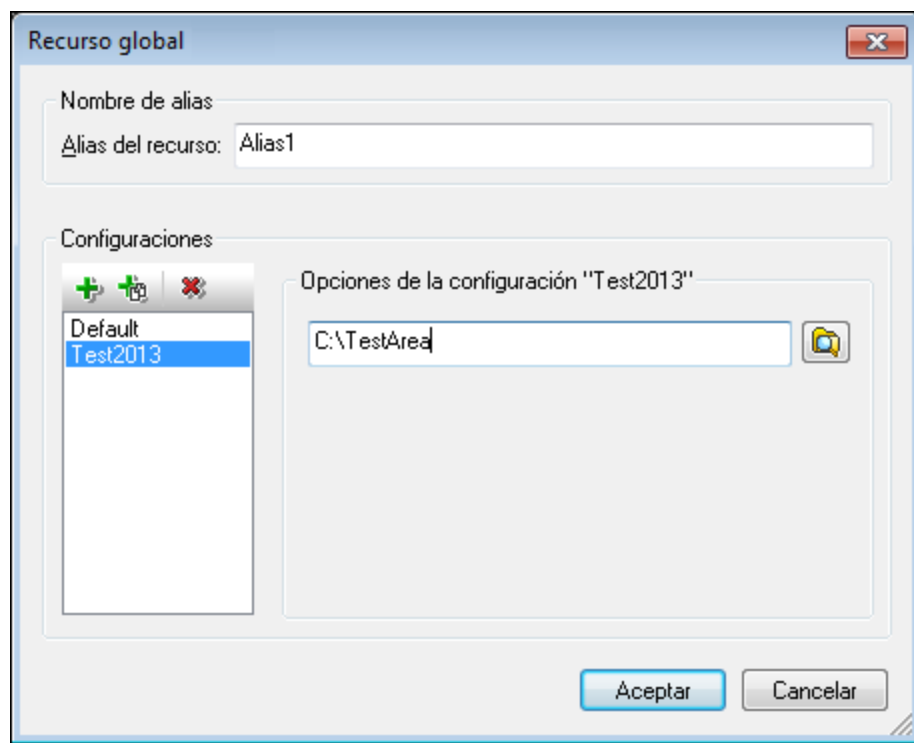 Recurso global
Nombre de alias
Alias del recurso: Alias1
Configuraciones
Opciones de la configuración "Test2013"
Default
Test2013
C:\TestArea
Aceptar
Cancelar